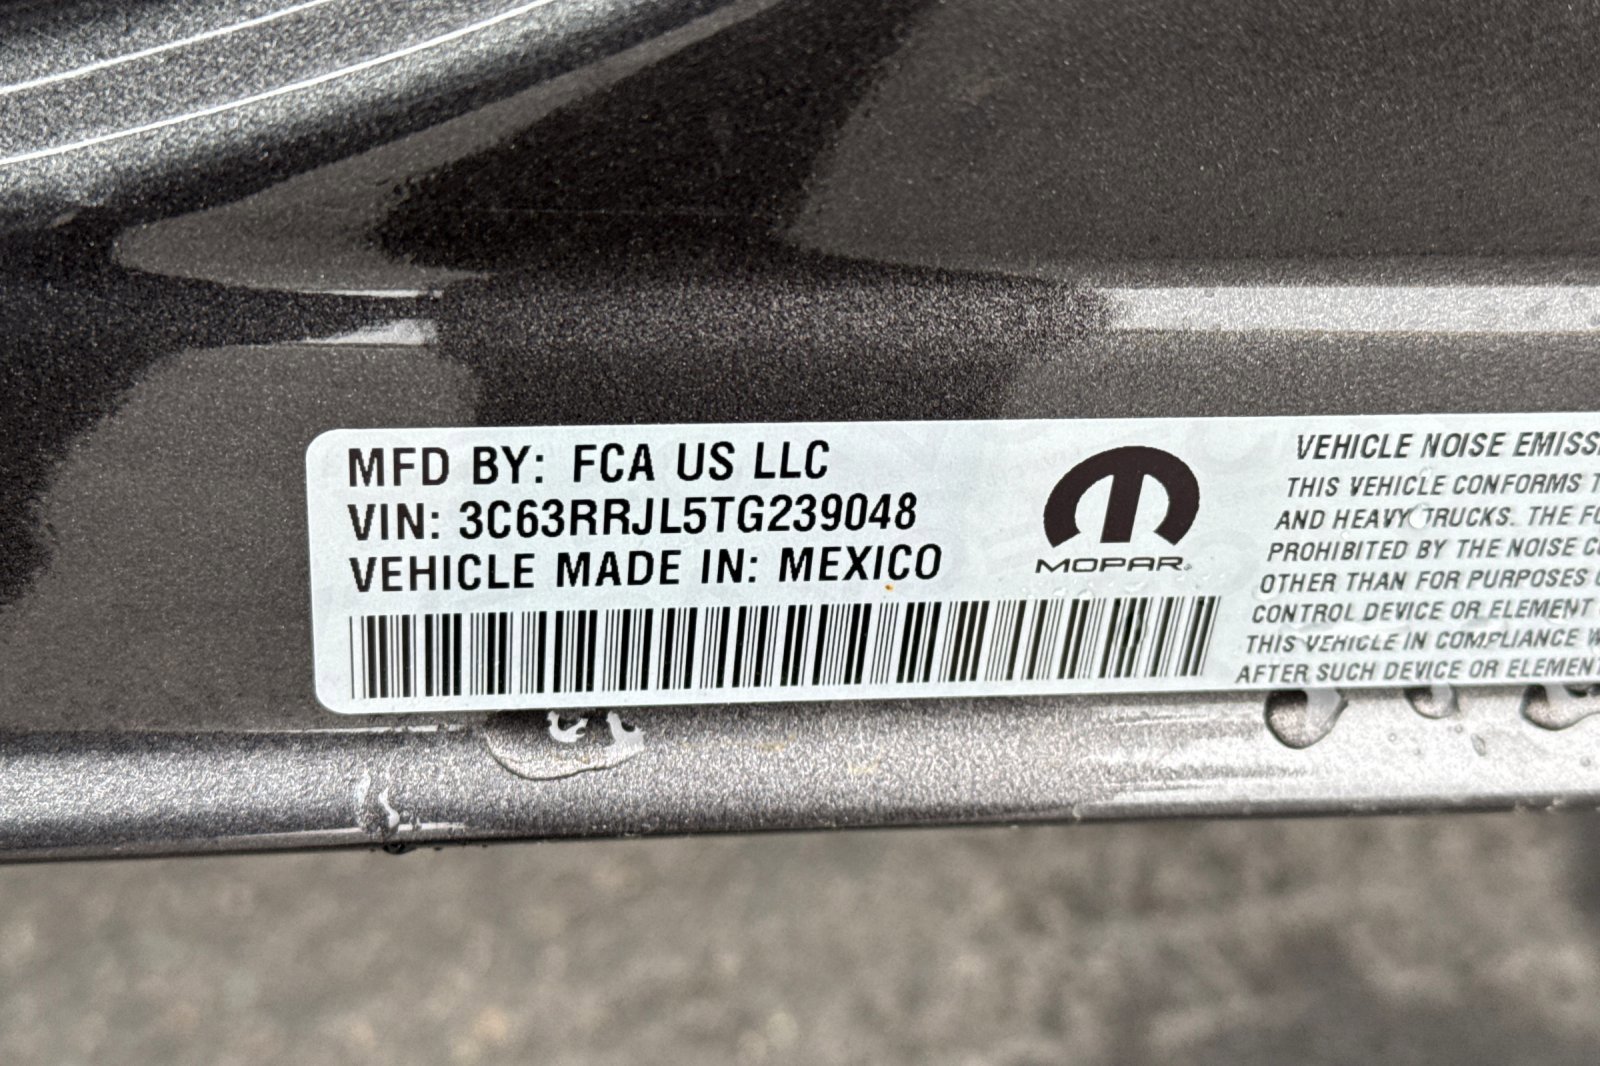 MFD BY: FCA US LLC
VIN: 3C63RRJL5TG239048
VEHICLE MADE IN: MEXICO
MOPAR
VEHICLE NOISE
THIS VEHICLE CONFORMS
AND HEAVY TRUCKS. THE
PROHIBITED BY THE NOISE
OTHER THAN FOR PURPOSES
CONTROL DEVICE OR ELEMENT
THIS VEHICLE IN COMPLIANCE
AFTER SUCH DEVICE OR ELEMENT